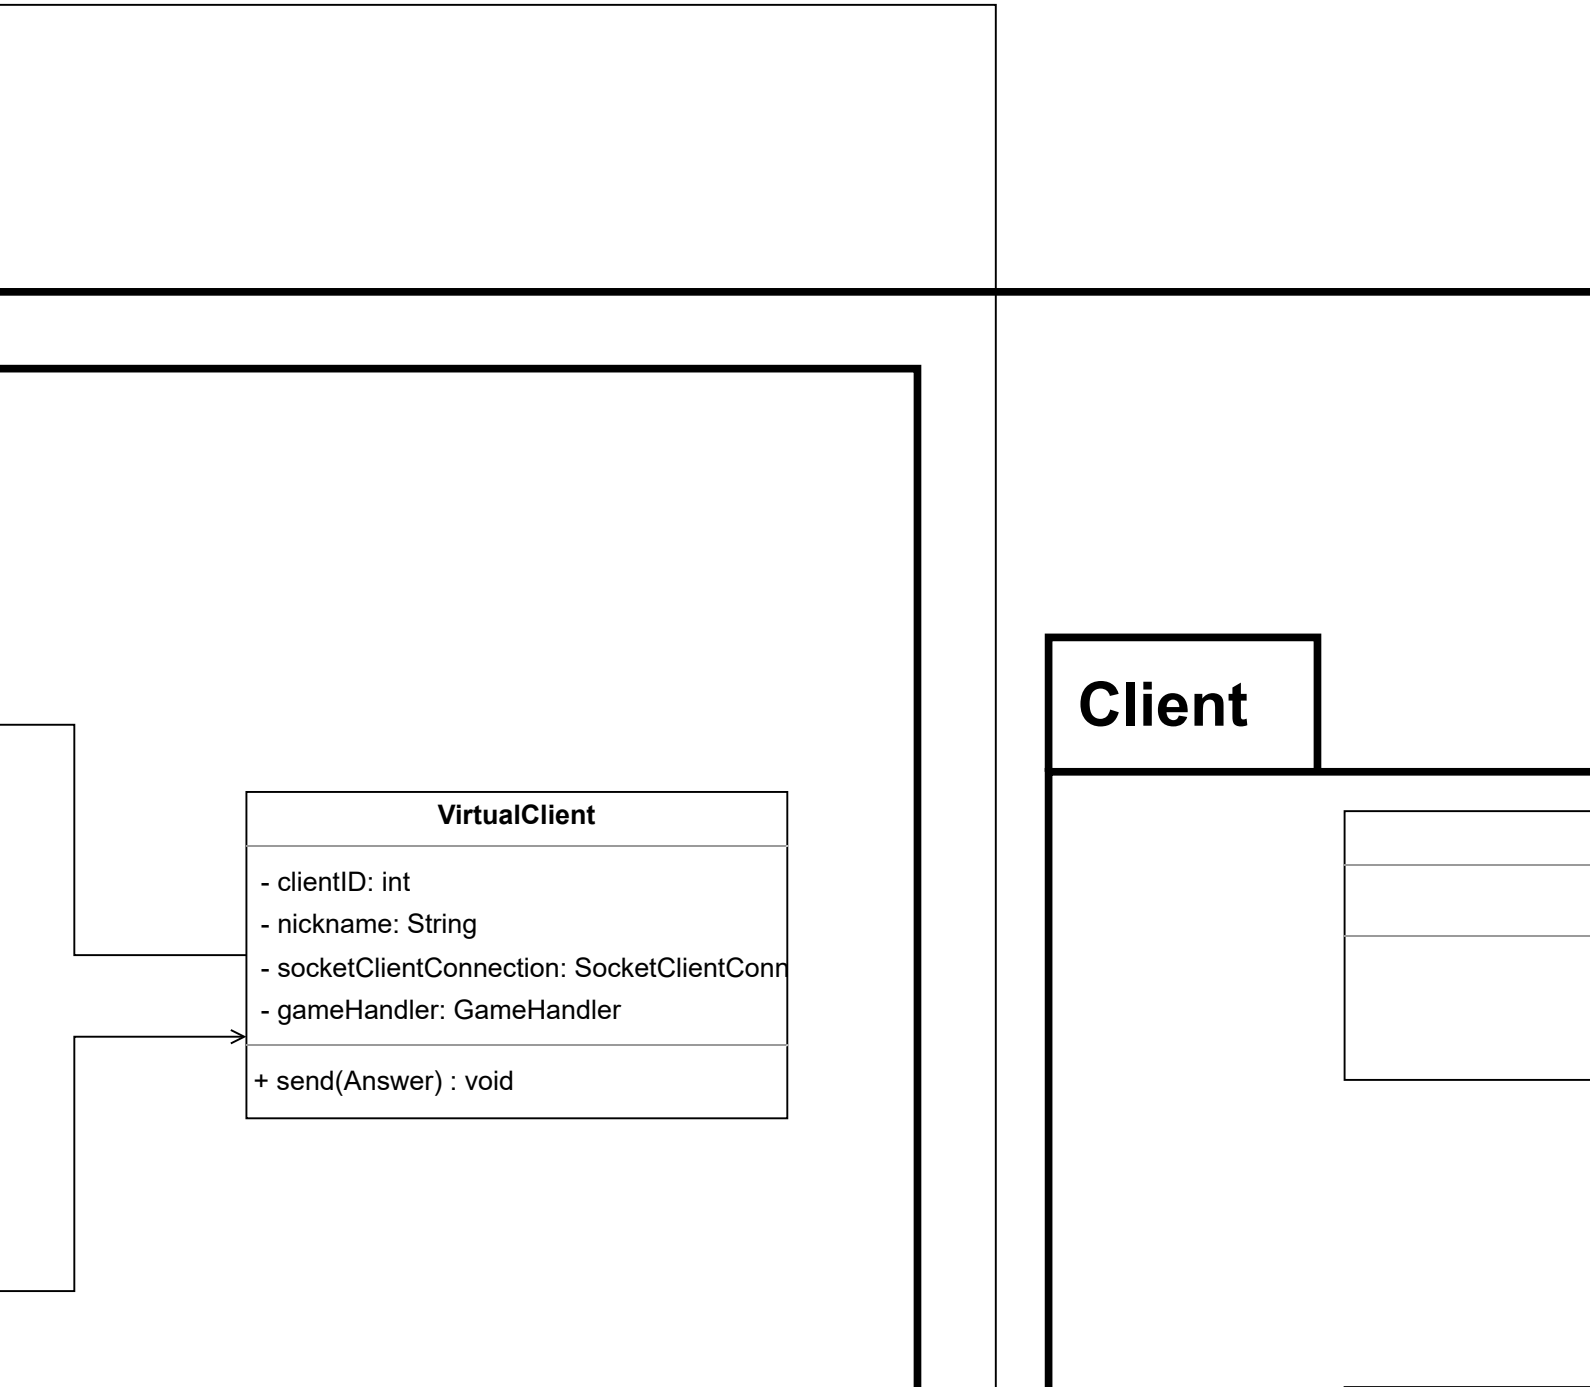 Client
VirtualClient
- clientID: int
- nickname: String
- socketClientConnection: SocketClientConn
- gameHandler: GameHandler
+ send(Answer) : void